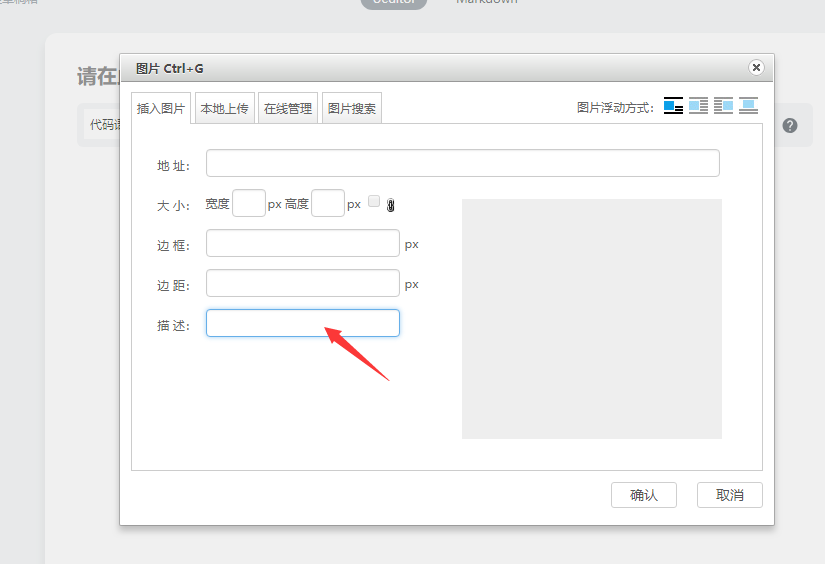 Ueditor Markdown
请在
图片 Ctrl+G
插入图片 本地上传 在线管理 图片搜索 图片浮动方式:
代码语
地 址:
大 小: 宽度 px 高度 px
边 框: px
边 距: px
描 述:
确认 取消